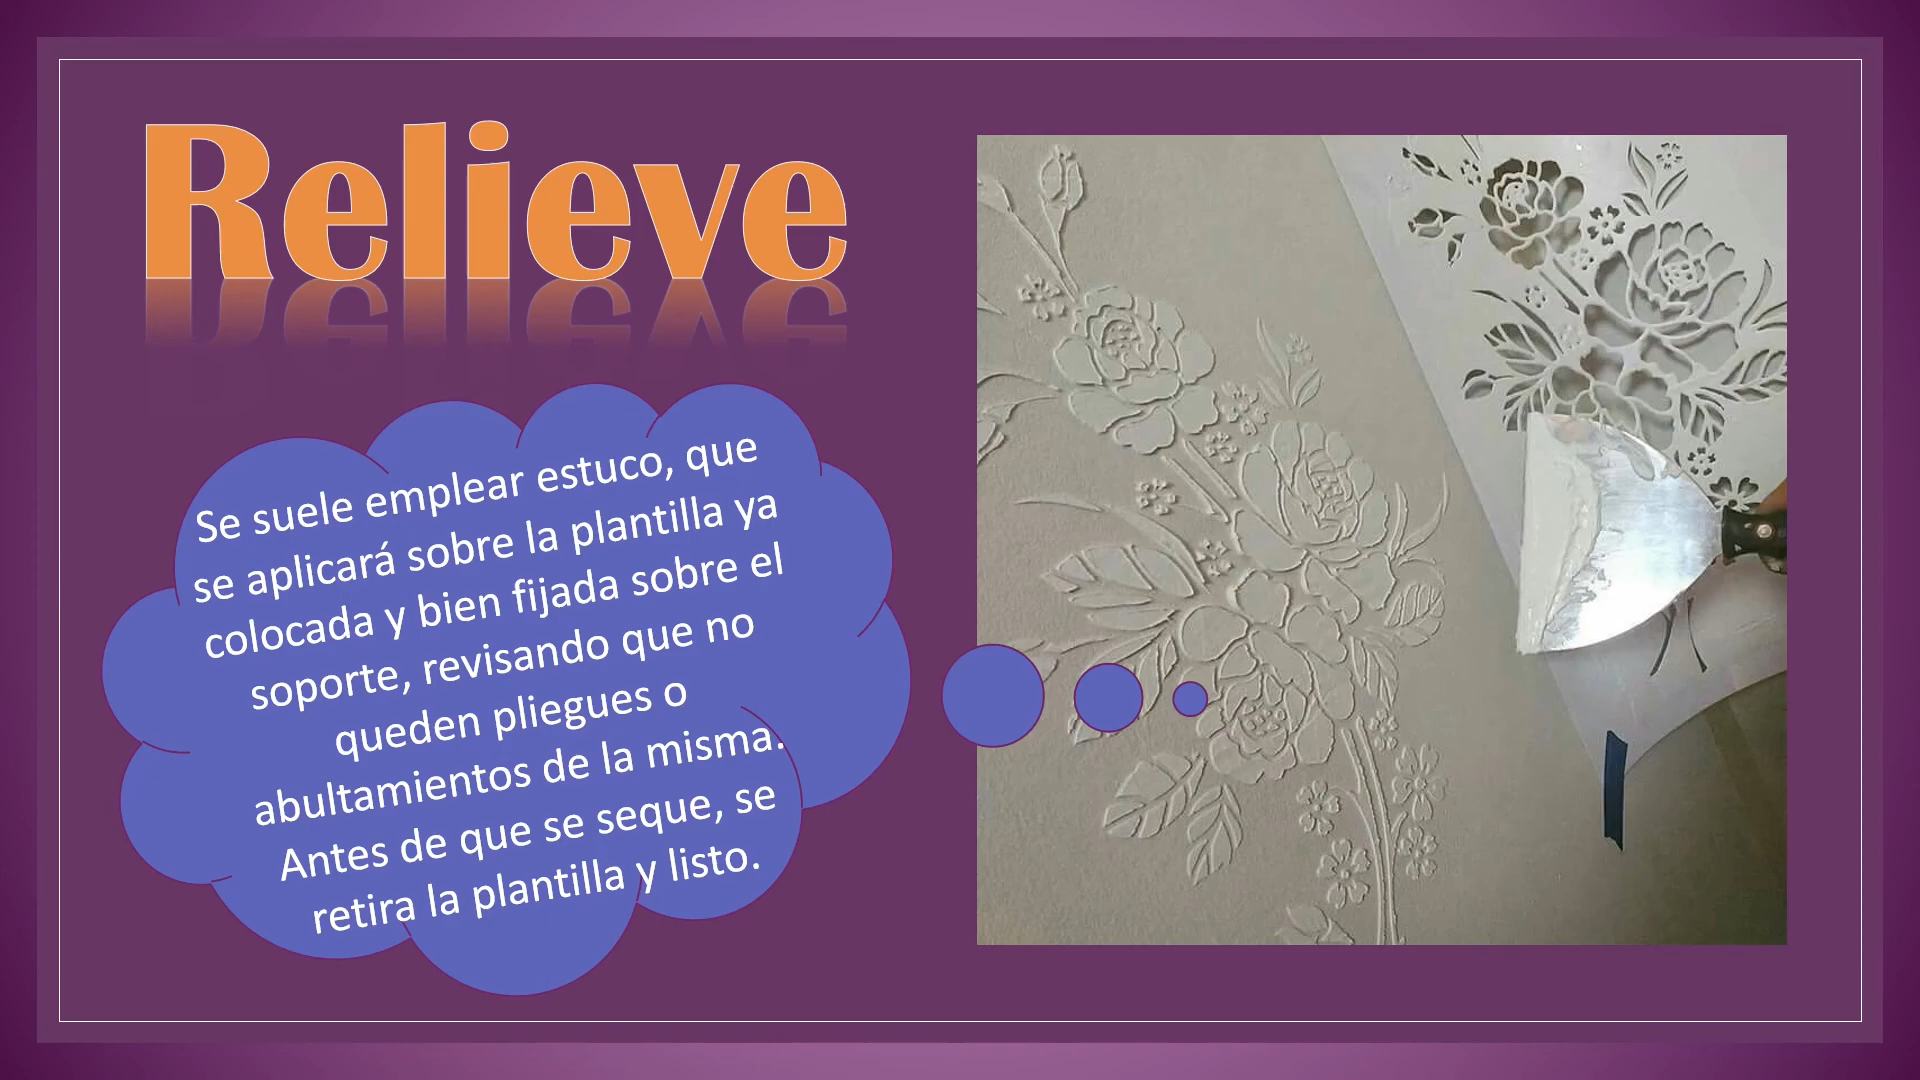 Relieve
Se suele emplear estuco, que
se aplicará sobre la plantilla ya
colocada y bien fijada sobre el
soporte, revisando que no
queden pliegues o
abultamientos de la misma.
Antes de que se seque, se
retira la plantilla y listo.